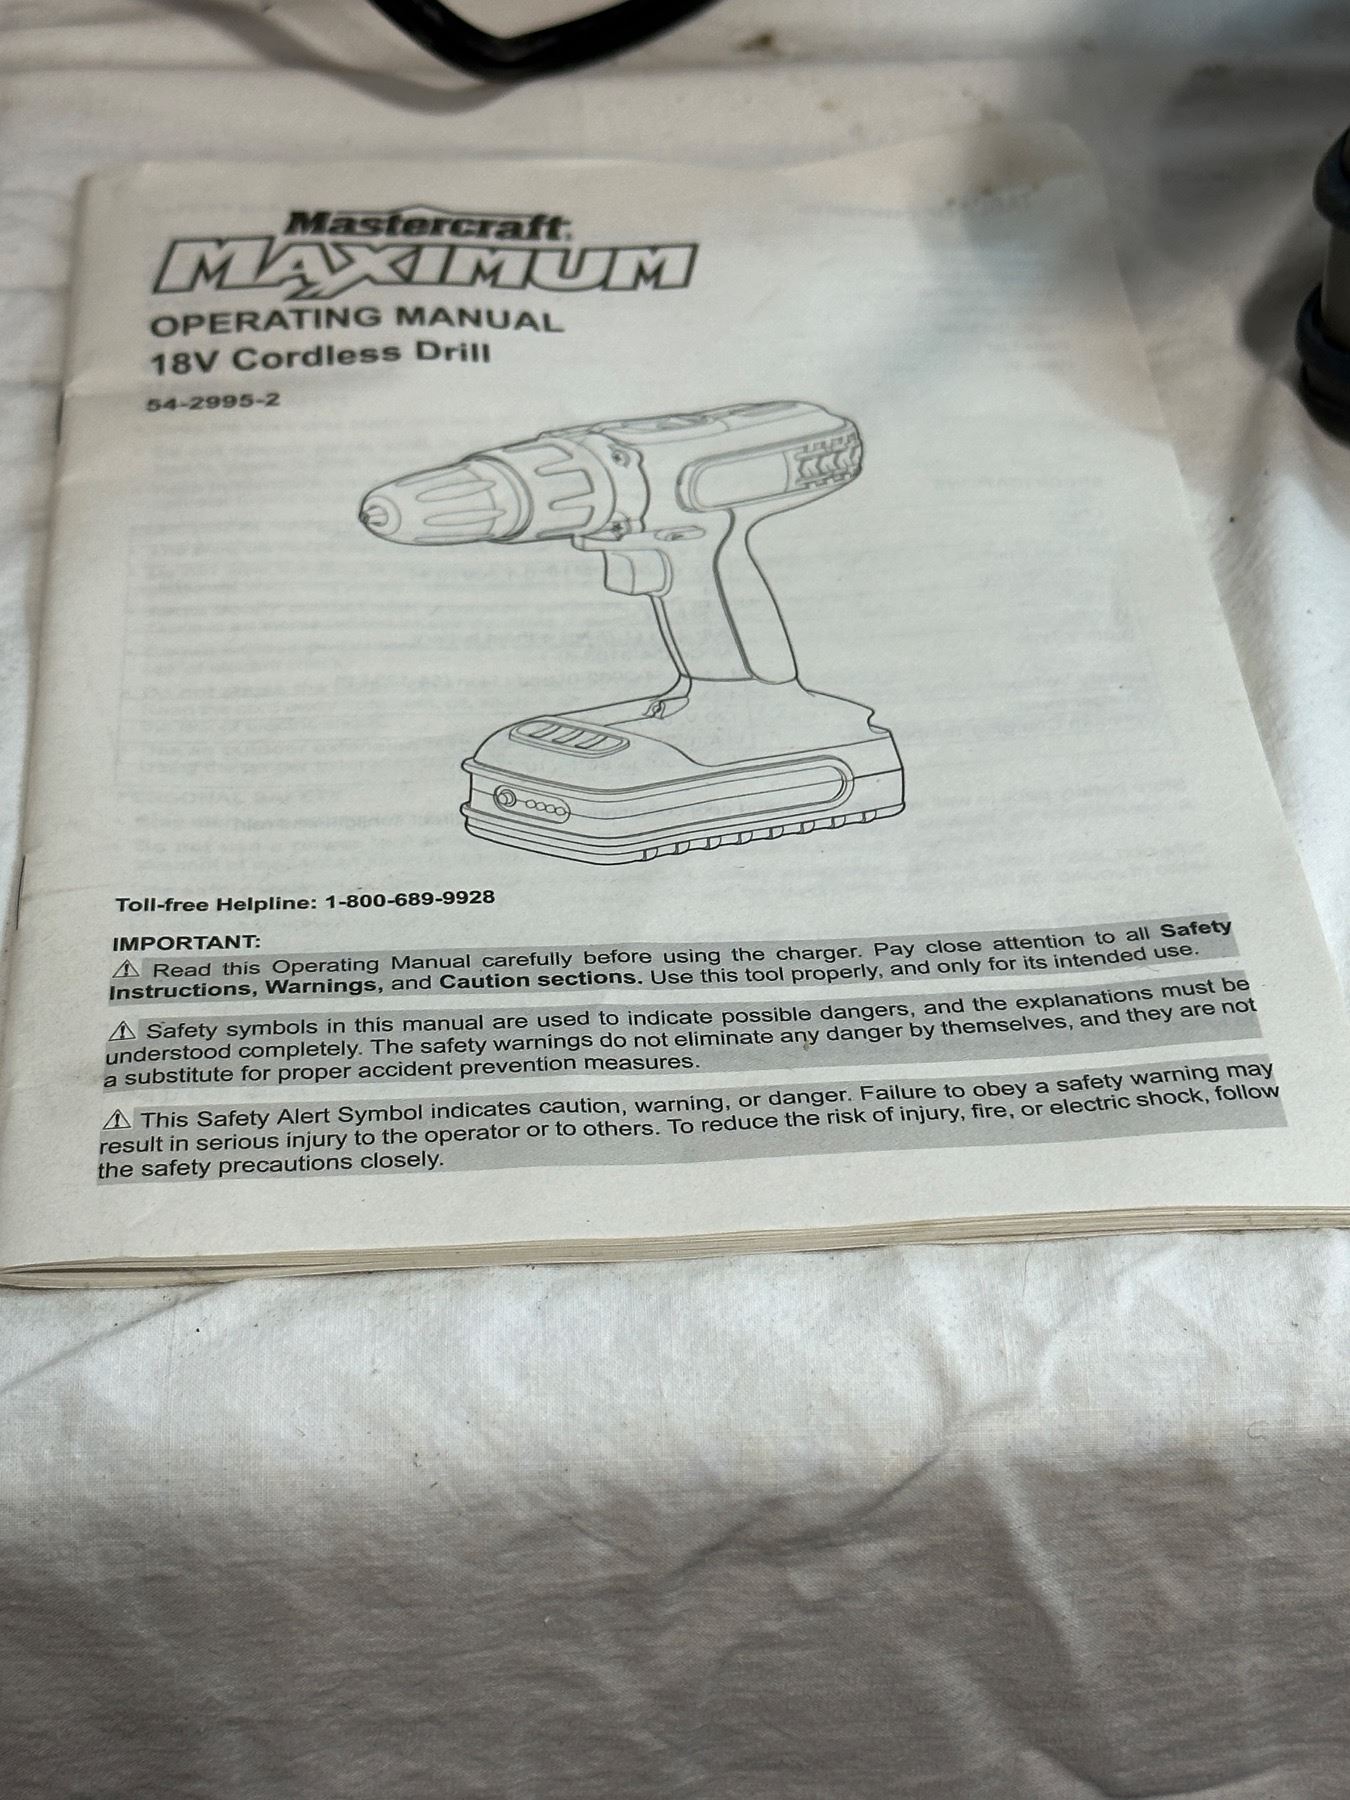 Mastercraft.
MAXIMUM
OPERATING MANUAL
18V Cordless Drill
54-2995-2
Toll-free Helpline: 1-800-689-9928
IMPORTANT:
⚠ Read this Operating Manual carefully before using the charger. Pay close attention to all Safety
Instructions, Warnings, and Caution sections. Use this tool properly, and only for its intended use.
⚠ Safety symbols in this manual are used to indicate possible dangers, and the explanations must be
understood completely. The safety warnings do not eliminate any danger by themselves, and they are not
a substitute for proper accident prevention measures.
⚠ This Safety Alert Symbol indicates caution, warning, or danger. Failure to obey a safety warning may
result in serious injury to the operator or to others. To reduce the risk of injury, fire, or electric shock, follow
the safety precautions closely.